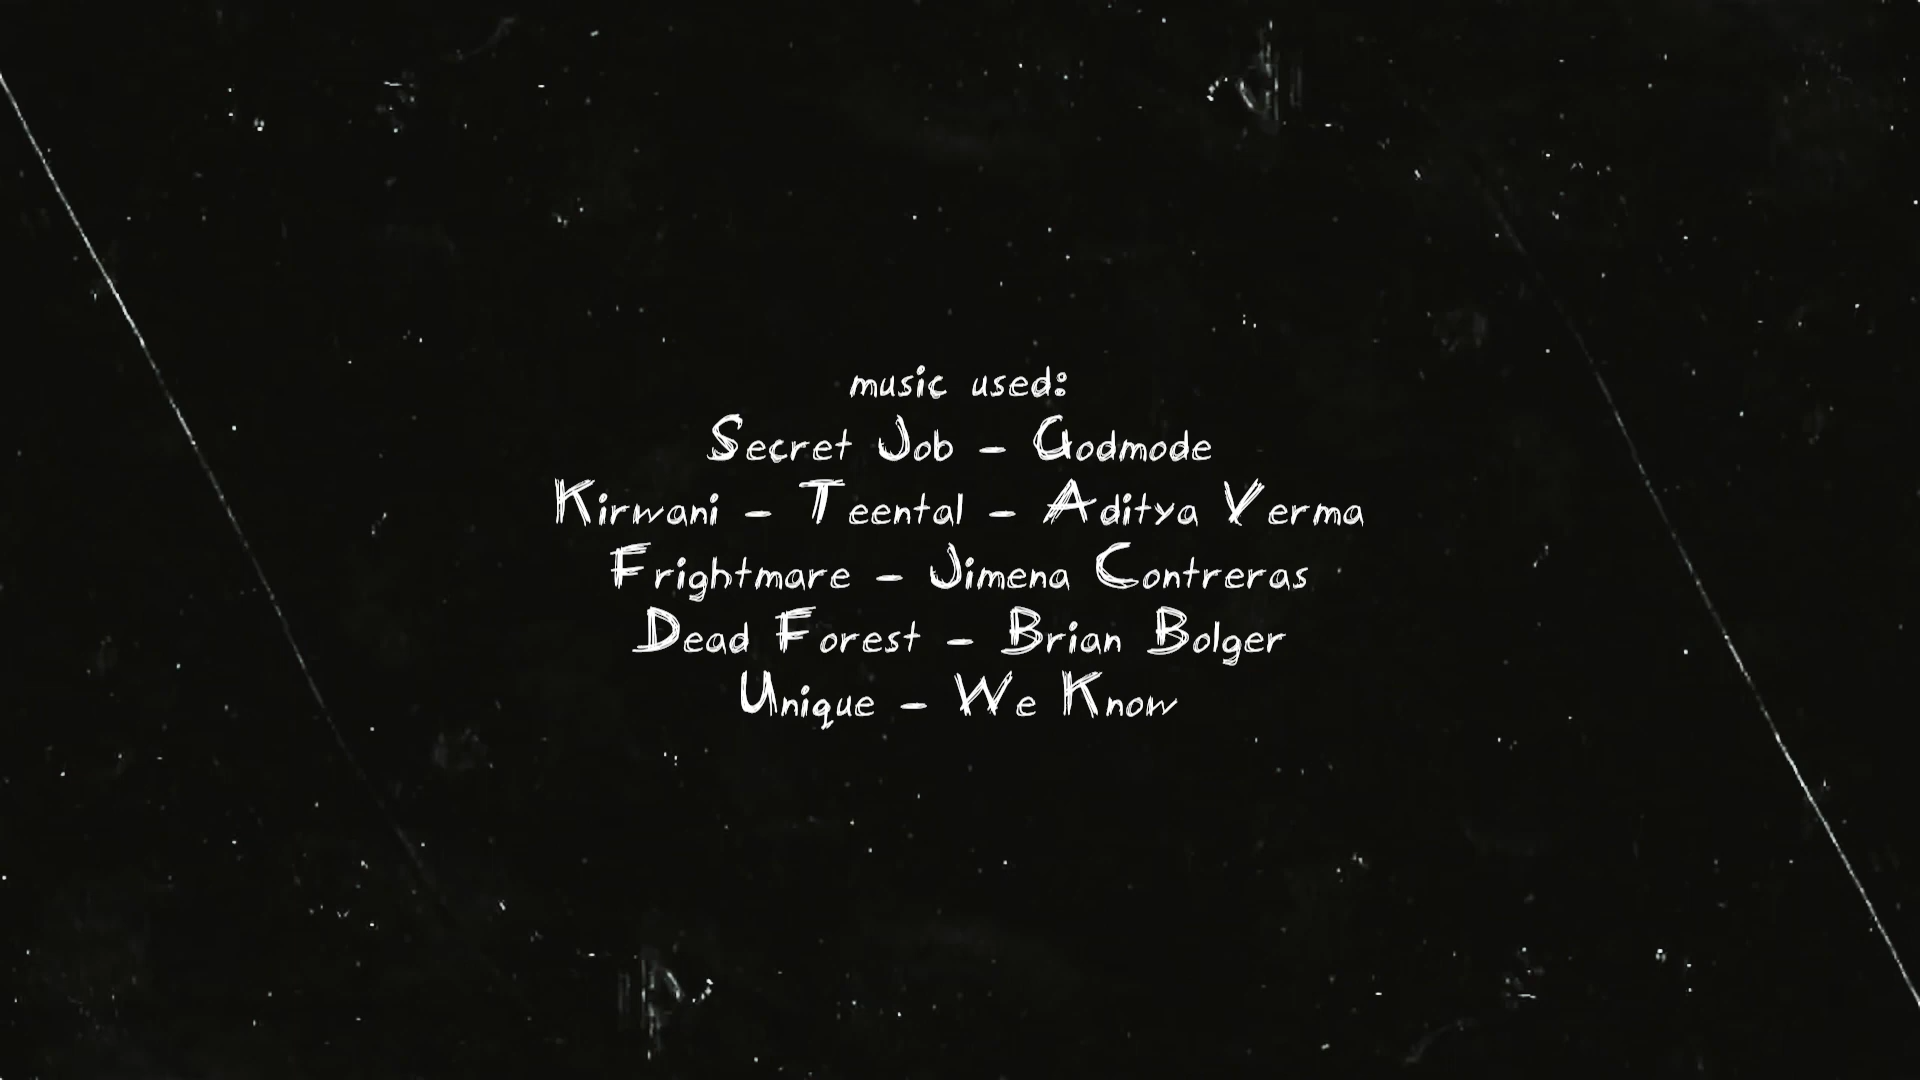 music used:
Secret Job - Godmode
Kirwani - Teental - Aditya Verma
Frightmare - Jimena Contreras
Dead Forest - Brian Bolger
Unique - We Know